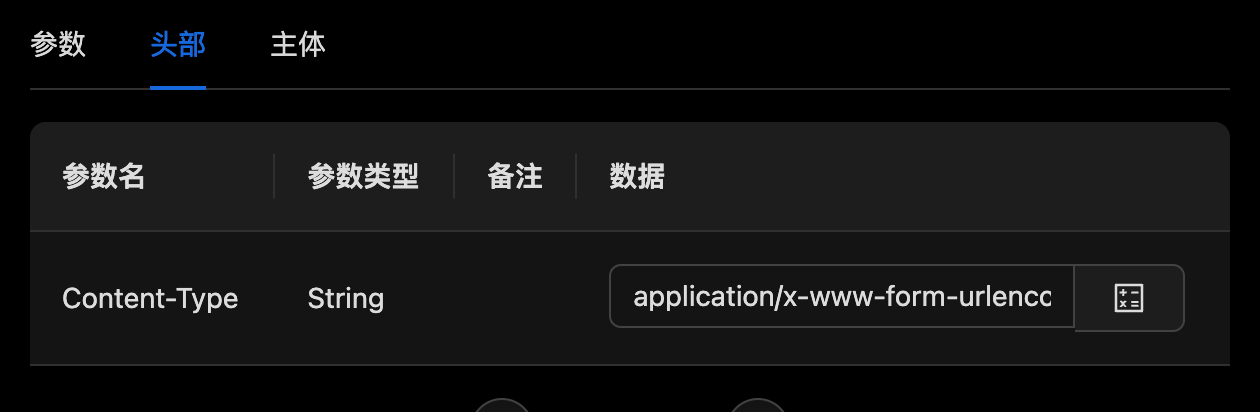 参数 头部 主体
参数名 参数类型 备注 数据
Content-Type String application/x-www-form-urlenco